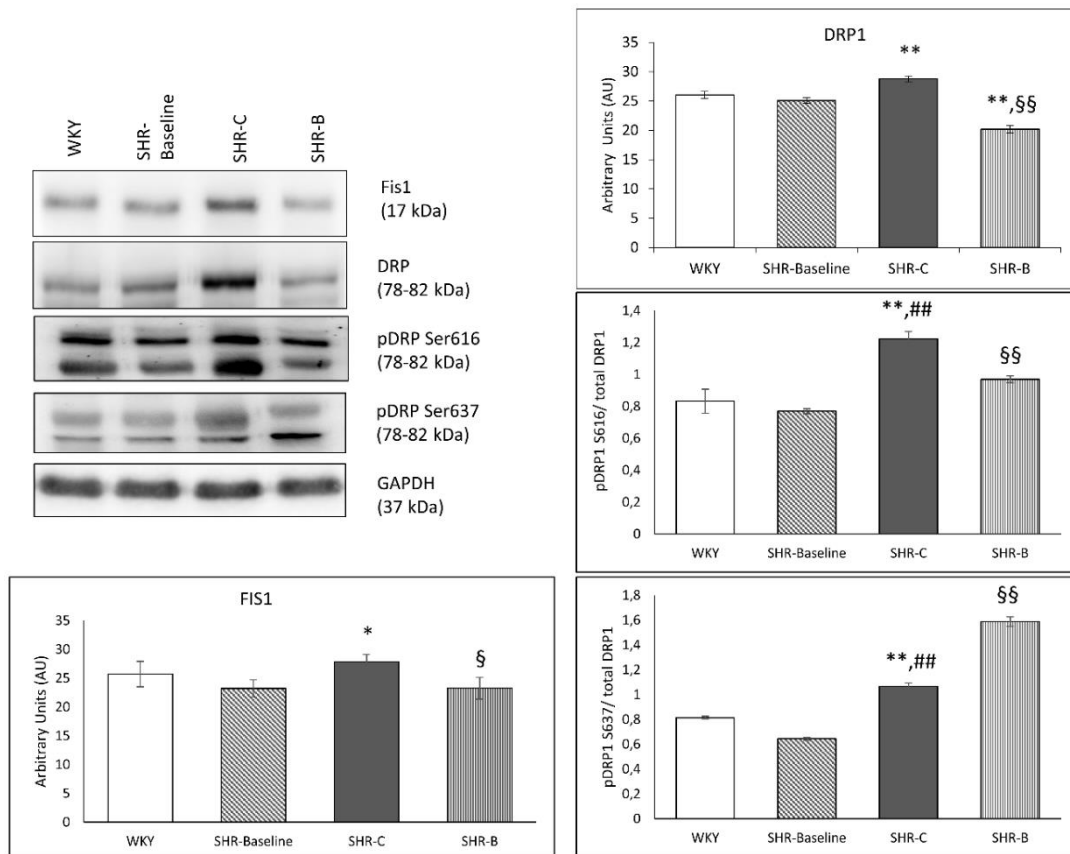 WKY
SHR-
Baseline
SHR-C
SHR-B
Fis1
(17 kDa)
DRP
(78-82 kDa)
pDRP Ser616
(78-82 kDa)
pDRP Ser637
(78-82 kDa)
GAPDH
(37 kDa)
FIS1
Arbitrary Units (AU)
35
30
25
20
15
10
5
0
*
§
WKY
SHR-Baseline
SHR-C
SHR-B
DRP1
Arbitrary Units (AU)
35
30
25
20
15
10
5
0
**
**,§§
WKY
SHR-Baseline
SHR-C
SHR-B
pDRP1 S616/ total DRP1
1,4
1,2
1
0,8
0,6
0,4
0,2
0
**,##
§§
WKY
SHR-Baseline
SHR-C
SHR-B
pDRP1 S637/ total DRP1
1,8
1,6
1,4
1,2
1
0,8
0,6
0,4
0,2
0
**,##
§§
WKY
SHR-Baseline
SHR-C
SHR-B